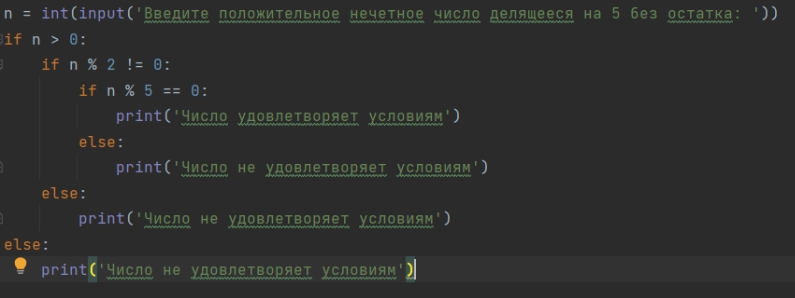 n = int(input('Введите положительное нечетное число делящееся на 5 без остатка: '))
if n > 0:
    if n % 2 != 0:
        if n % 5 == 0:
            print('Число удовлетворяет условиям')
        else:
            print('Число не удовлетворяет условиям')
    else:
        print('Число не удовлетворяет условиям')
else:
    print('Число не удовлетворяет условиям')